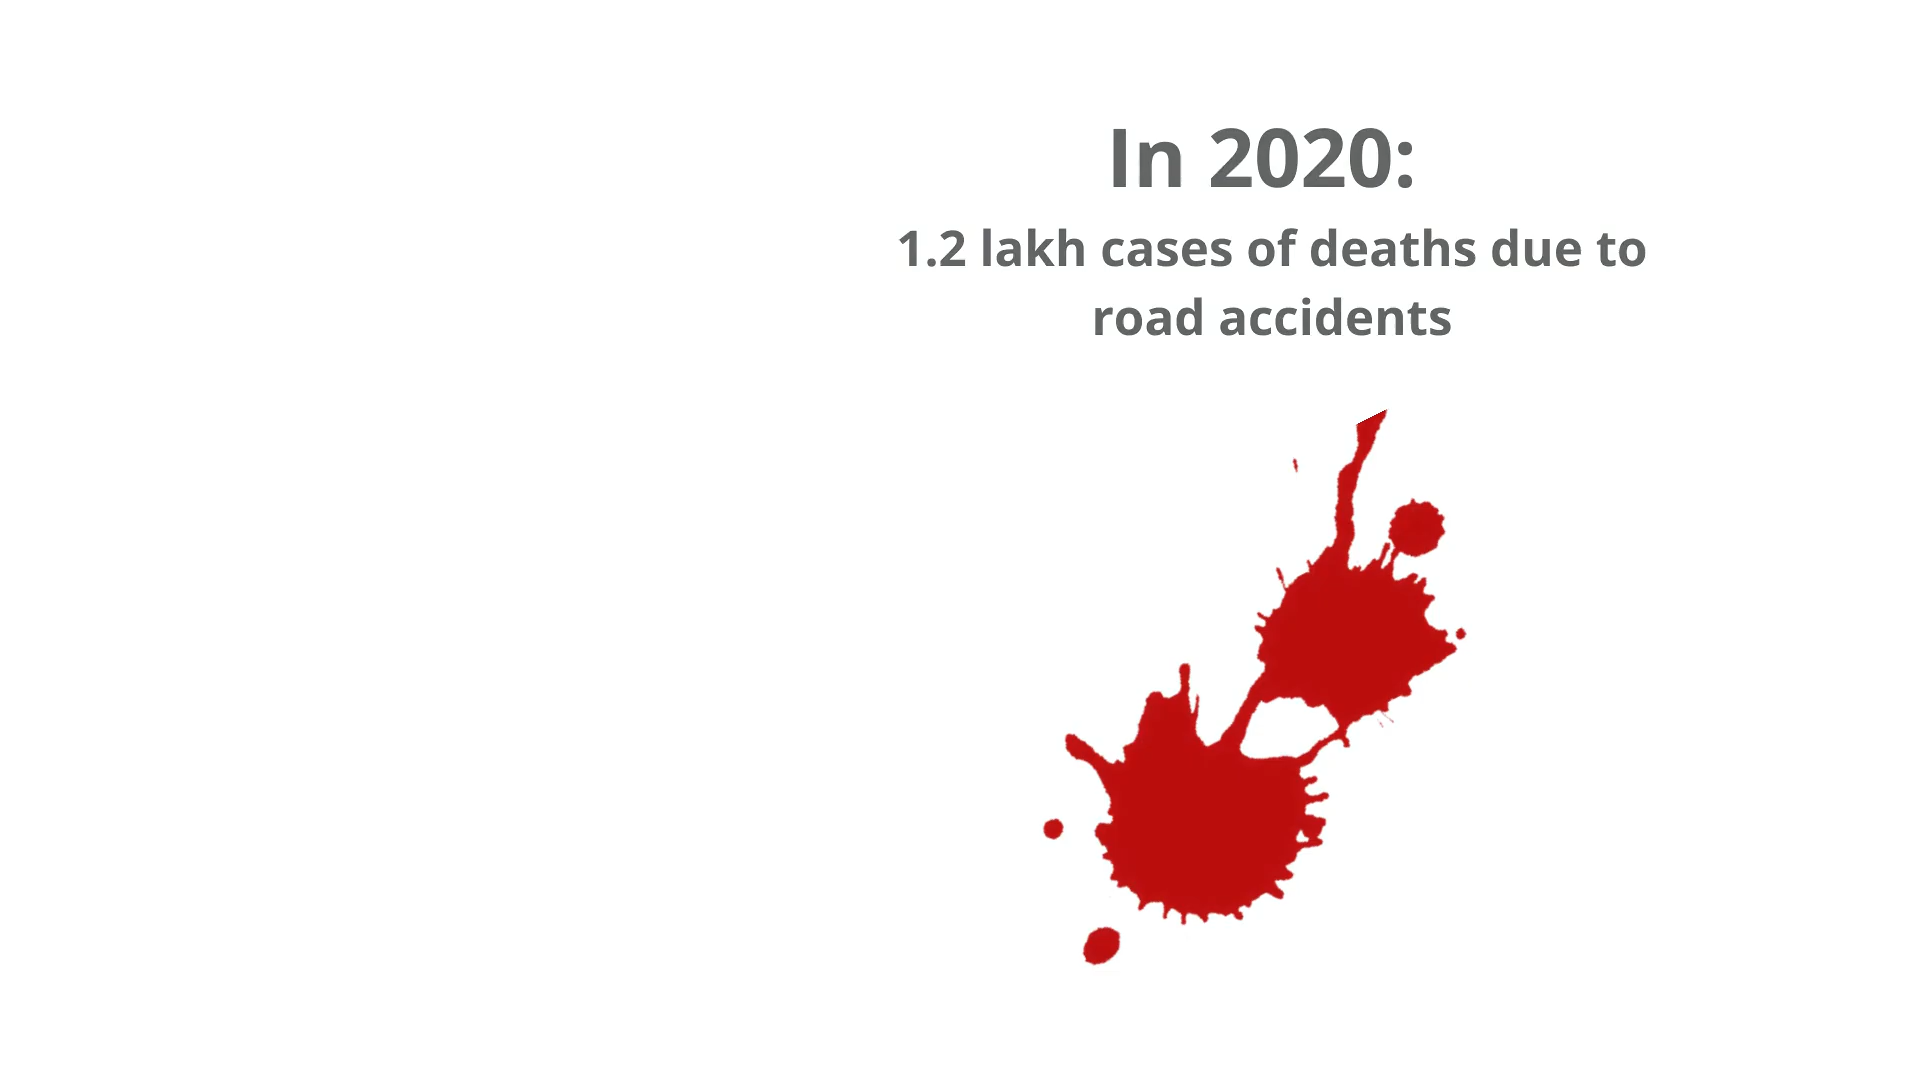 In 2020:
1.2 lakh cases of deaths due to
road accidents